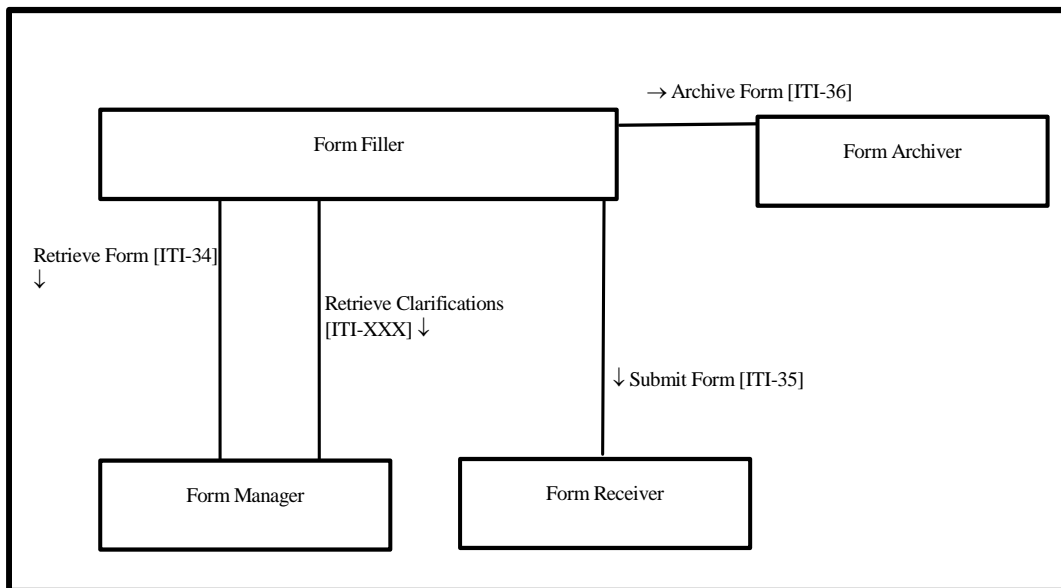 → Archive Form [ITI-36]
Form Filler
Form Archiver
Retrieve Form [ITI-34]
↓
Retrieve Clarifications
[ITI-XXX] ↓
↓ Submit Form [ITI-35]
Form Manager
Form Receiver